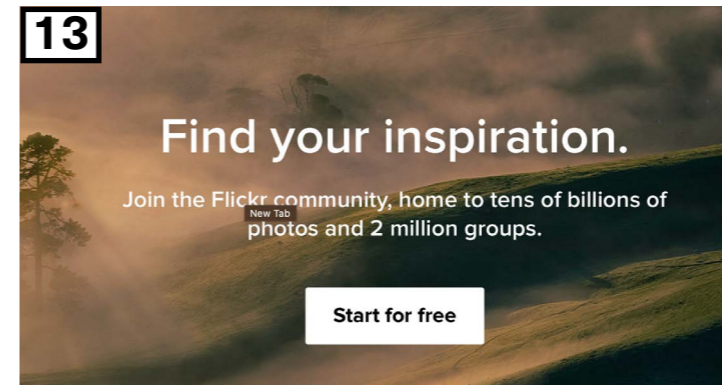 13
Find your inspiration.
Join the Flickr community, home to tens of billions of
New Tab
photos and 2 million groups.
Start for free